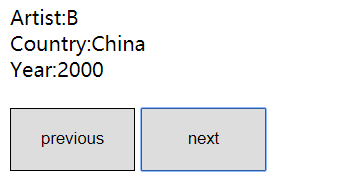 Artist:B
Country:China
Year:2000
previous
next